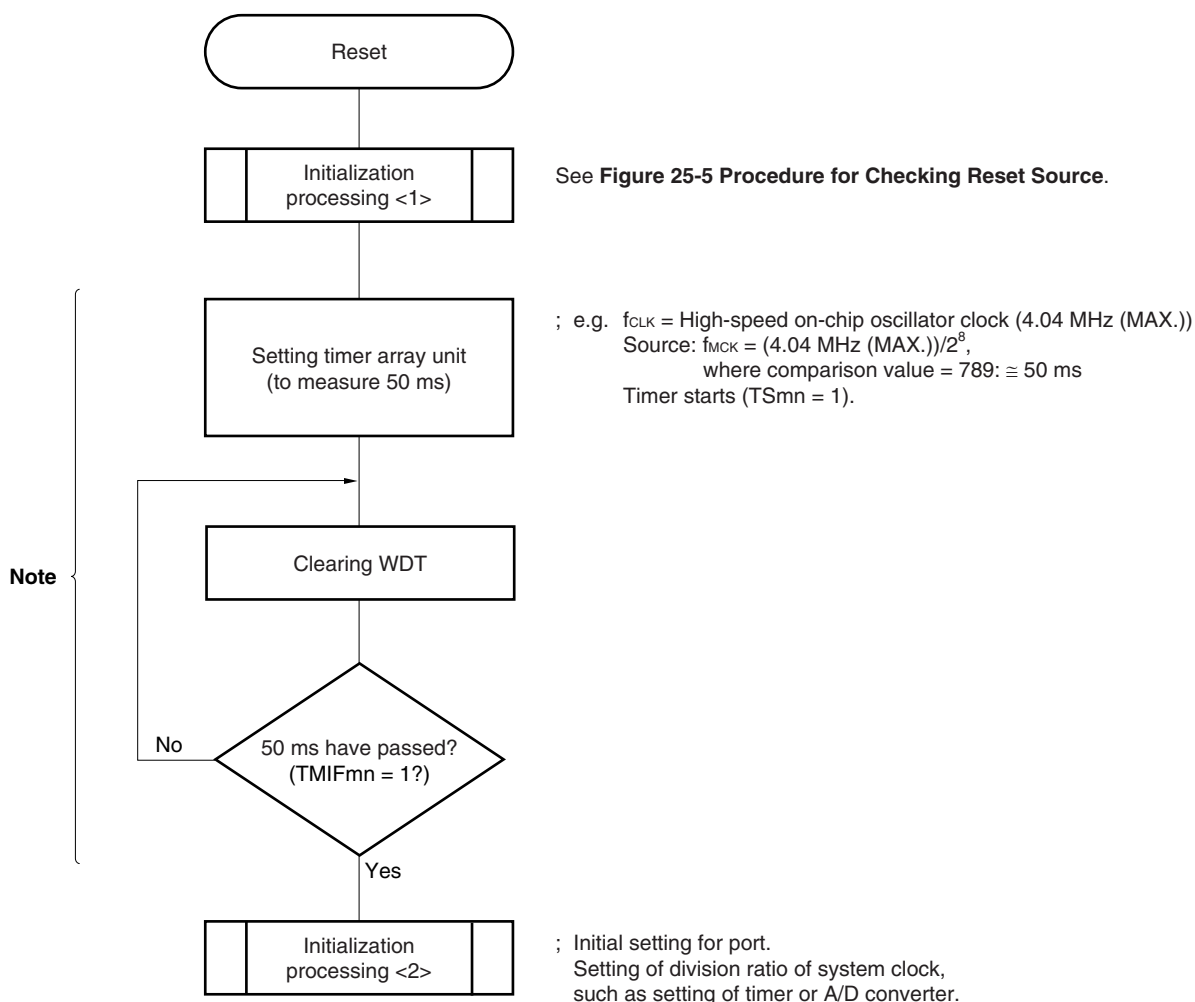 Reset
Initialization
processing <1>
See Figure 25-5 Procedure for Checking Reset Source.
Setting timer array unit
(to measure 50 ms)
; e.g. fCLK = High-speed on-chip oscillator clock (4.04 MHz (MAX.))
Source: fMCK = (4.04 MHz (MAX.))/2⁸,
where comparison value = 789: ≅ 50 ms
Timer starts (TSmn = 1).
Note
Clearing WDT
No
50 ms have passed?
(TMIFmn = 1?)
Yes
Initialization
processing <2>
; Initial setting for port.
Setting of division ratio of system clock,
such as setting of timer or A/D converter.